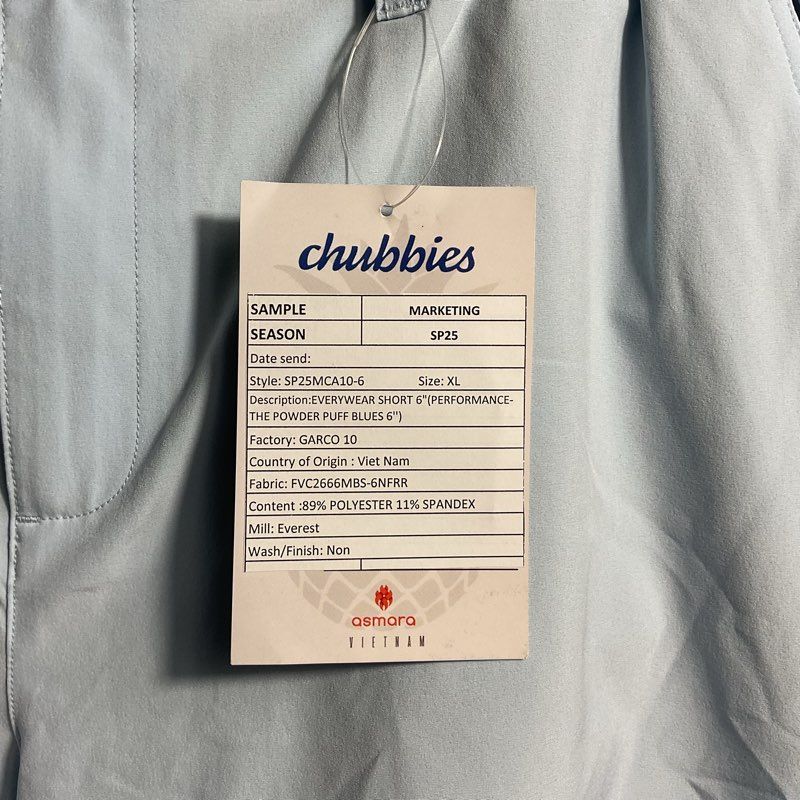 chubbies
SAMPLE MARKETING
SEASON SP25
Date send:
Style: SP25MCA10-6 Size: XL
Description:EVERYWEAR SHORT 6"(PERFORMANCE-
THE POWDER PUFF BLUES 6'')
Factory: GARCO 10
Country of Origin : Viet Nam
Fabric: FVC2666MBS-6NFRR
Content :89% POLYESTER 11% SPANDEX
Mill: Everest
Wash/Finish: Non
asmara
VIETNAM